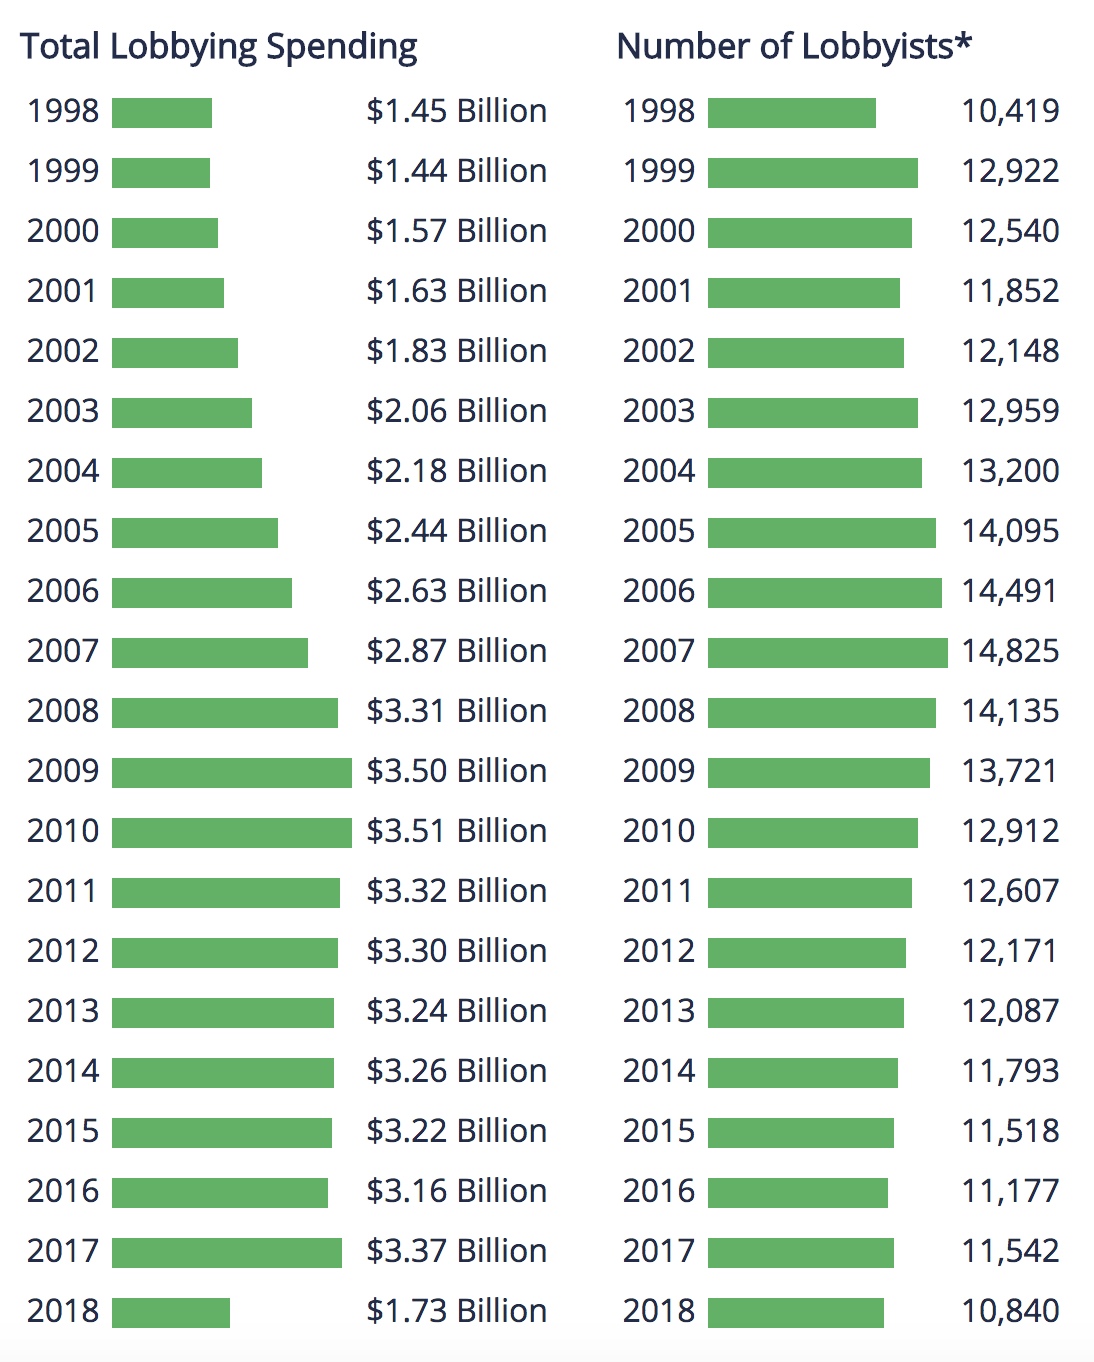 Total Lobbying Spending
1998 $1.45 Billion
1999 $1.44 Billion
2000 $1.57 Billion
2001 $1.63 Billion
2002 $1.83 Billion
2003 $2.06 Billion
2004 $2.18 Billion
2005 $2.44 Billion
2006 $2.63 Billion
2007 $2.87 Billion
2008 $3.31 Billion
2009 $3.50 Billion
2010 $3.51 Billion
2011 $3.32 Billion
2012 $3.30 Billion
2013 $3.24 Billion
2014 $3.26 Billion
2015 $3.22 Billion
2016 $3.16 Billion
2017 $3.37 Billion
2018 $1.73 Billion
Number of Lobbyists*
1998 10,419
1999 12,922
2000 12,540
2001 11,852
2002 12,148
2003 12,959
2004 13,200
2005 14,095
2006 14,491
2007 14,825
2008 14,135
2009 13,721
2010 12,912
2011 12,607
2012 12,171
2013 12,087
2014 11,793
2015 11,518
2016 11,177
2017 11,542
2018 10,840